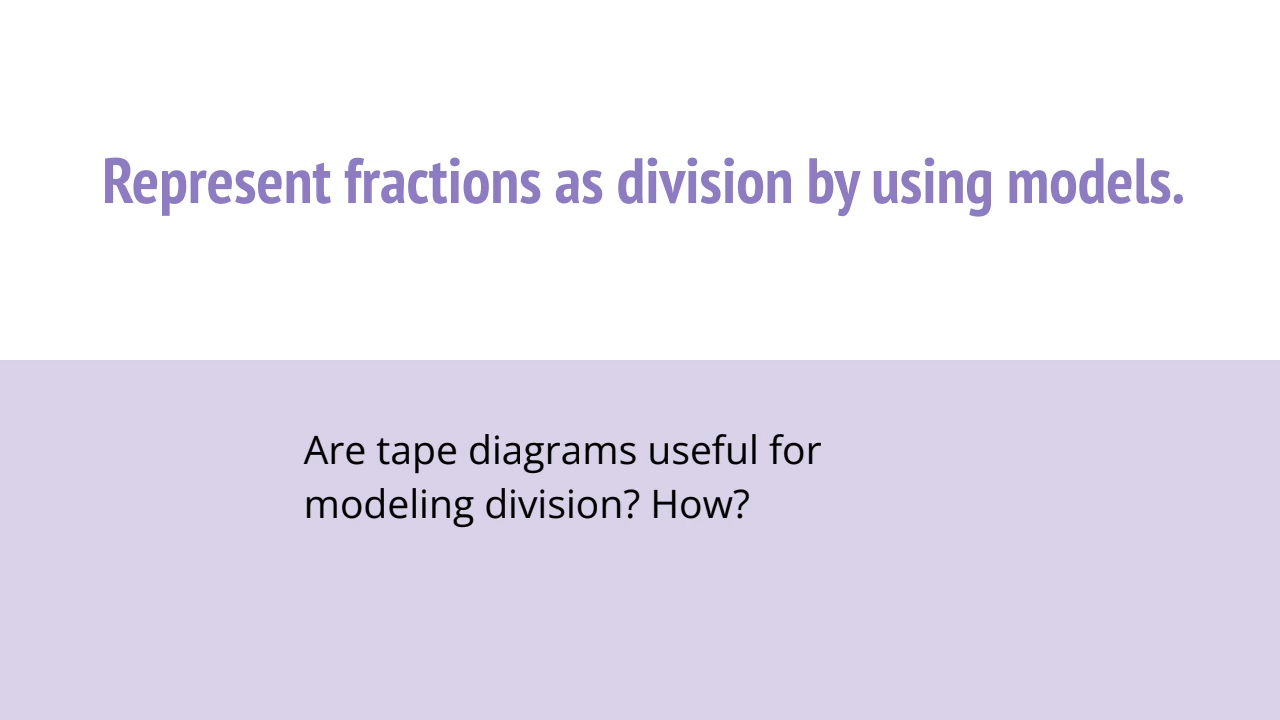 Represent fractions as division by using models.
Are tape diagrams useful for
modeling division? How?